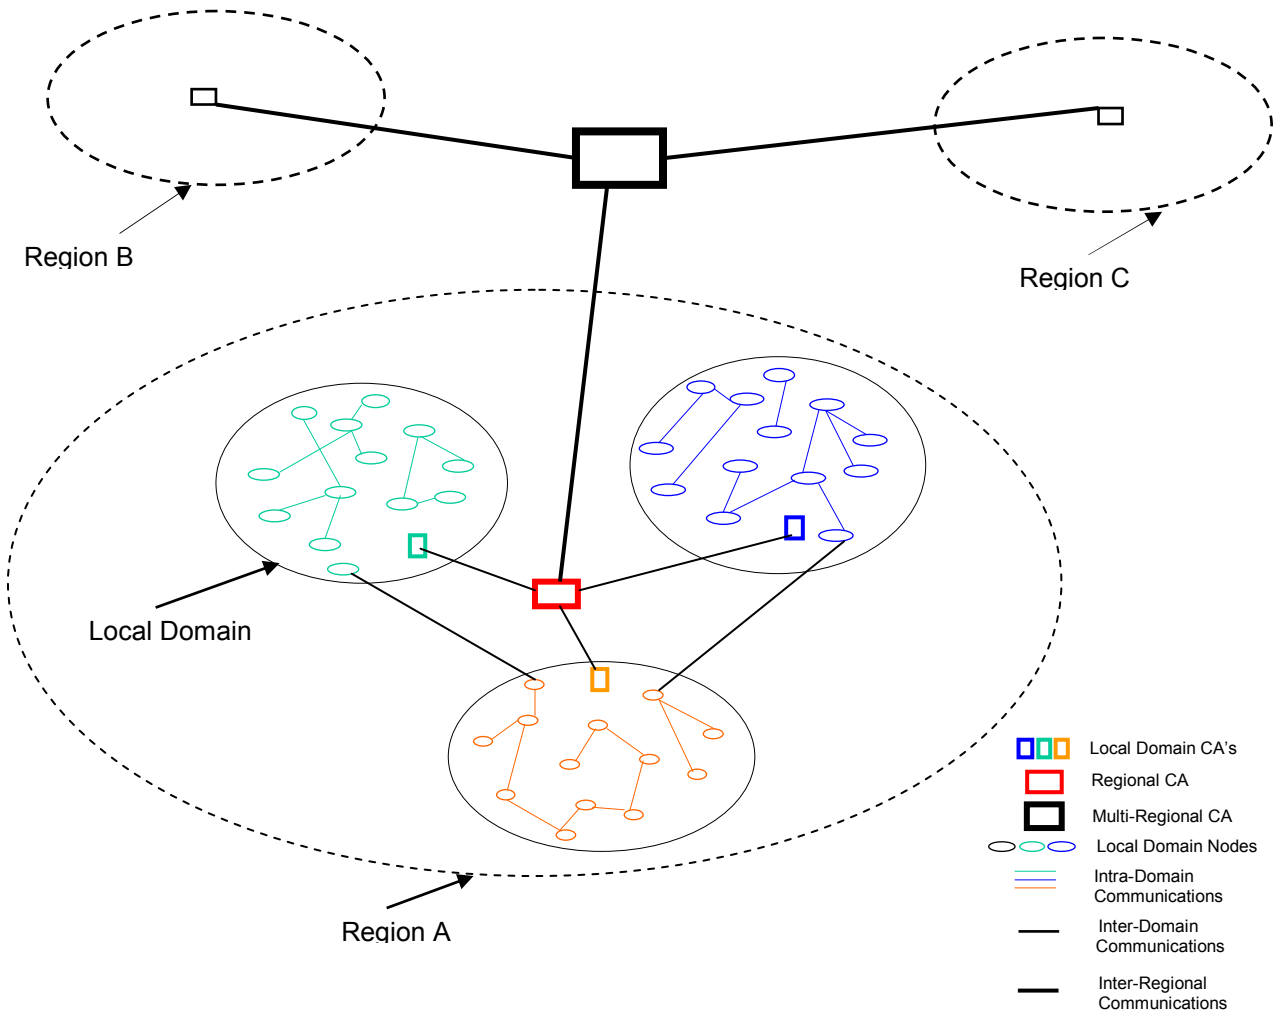 Region B
Region C
Local Domain
Region A
Local Domain CA's
Regional CA
Multi-Regional CA
Local Domain Nodes
Intra-Domain
Communications
Inter-Domain
Communications
Inter-Regional
Communications